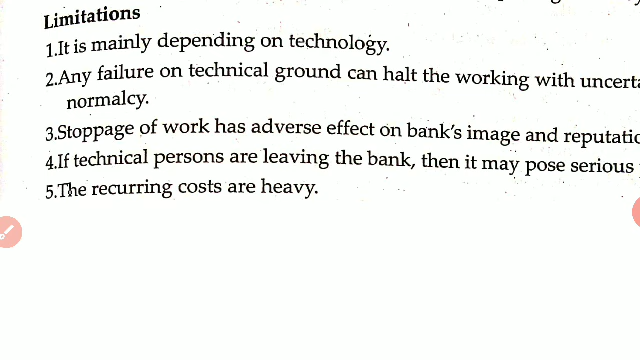 Limitations
1.It is mainly depending on technology.
2.Any failure on technical ground can halt the working with
normalcy.
3.Stoppage of work has adverse effect on bank's image and
4.If technical persons are leaving the bank, then it may pose serious
5.The recurring costs are heavy.